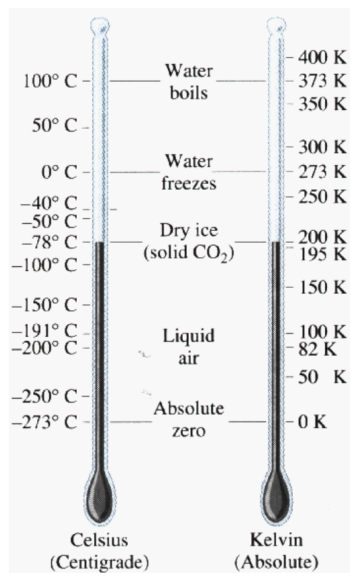 400 K
100° C
Water
boils
373 K
350 K
50° C
300 K
0° C
Water
freezes
273 K
250 K
–40° C
–50° C
–78° C
Dry ice
(solid CO₂)
200 K
195 K
–100° C
150 K
–150° C
–191° C
–200° C
Liquid
air
100 K
82 K
50 K
–250° C
–273° C
Absolute
zero
0 K
Celsius
(Centigrade)
Kelvin
(Absolute)